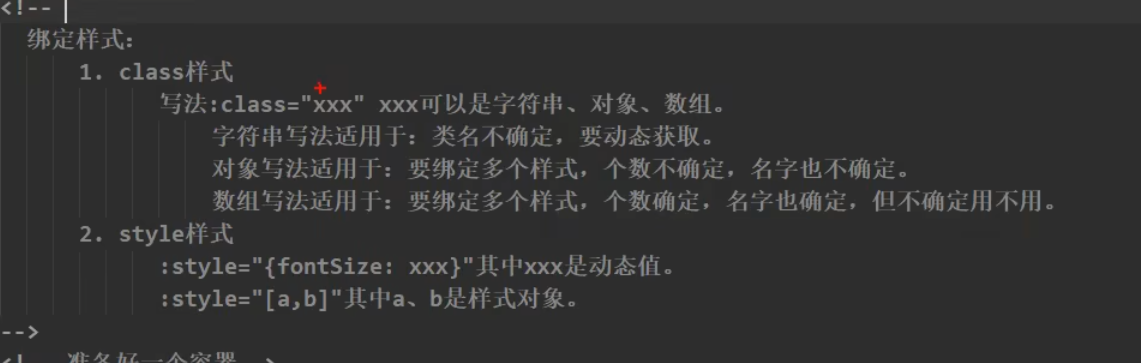 <!--
绑定样式:
1. class样式
写法:class="xxx" xxx可以是字符串、对象、数组。
字符串写法适用于: 类名不确定, 要动态获取。
对象写法适用于: 要绑定多个样式, 个数不确定, 名字也不确定。
数组写法适用于: 要绑定多个样式, 个数确定, 名字也确定, 但不确定用不用。
2. style样式
:style="{fontSize: xxx}"其中xxx是动态值。
:style="[a,b]"其中a、b是样式对象。
-->
<!-- 准备好一个容器 -->